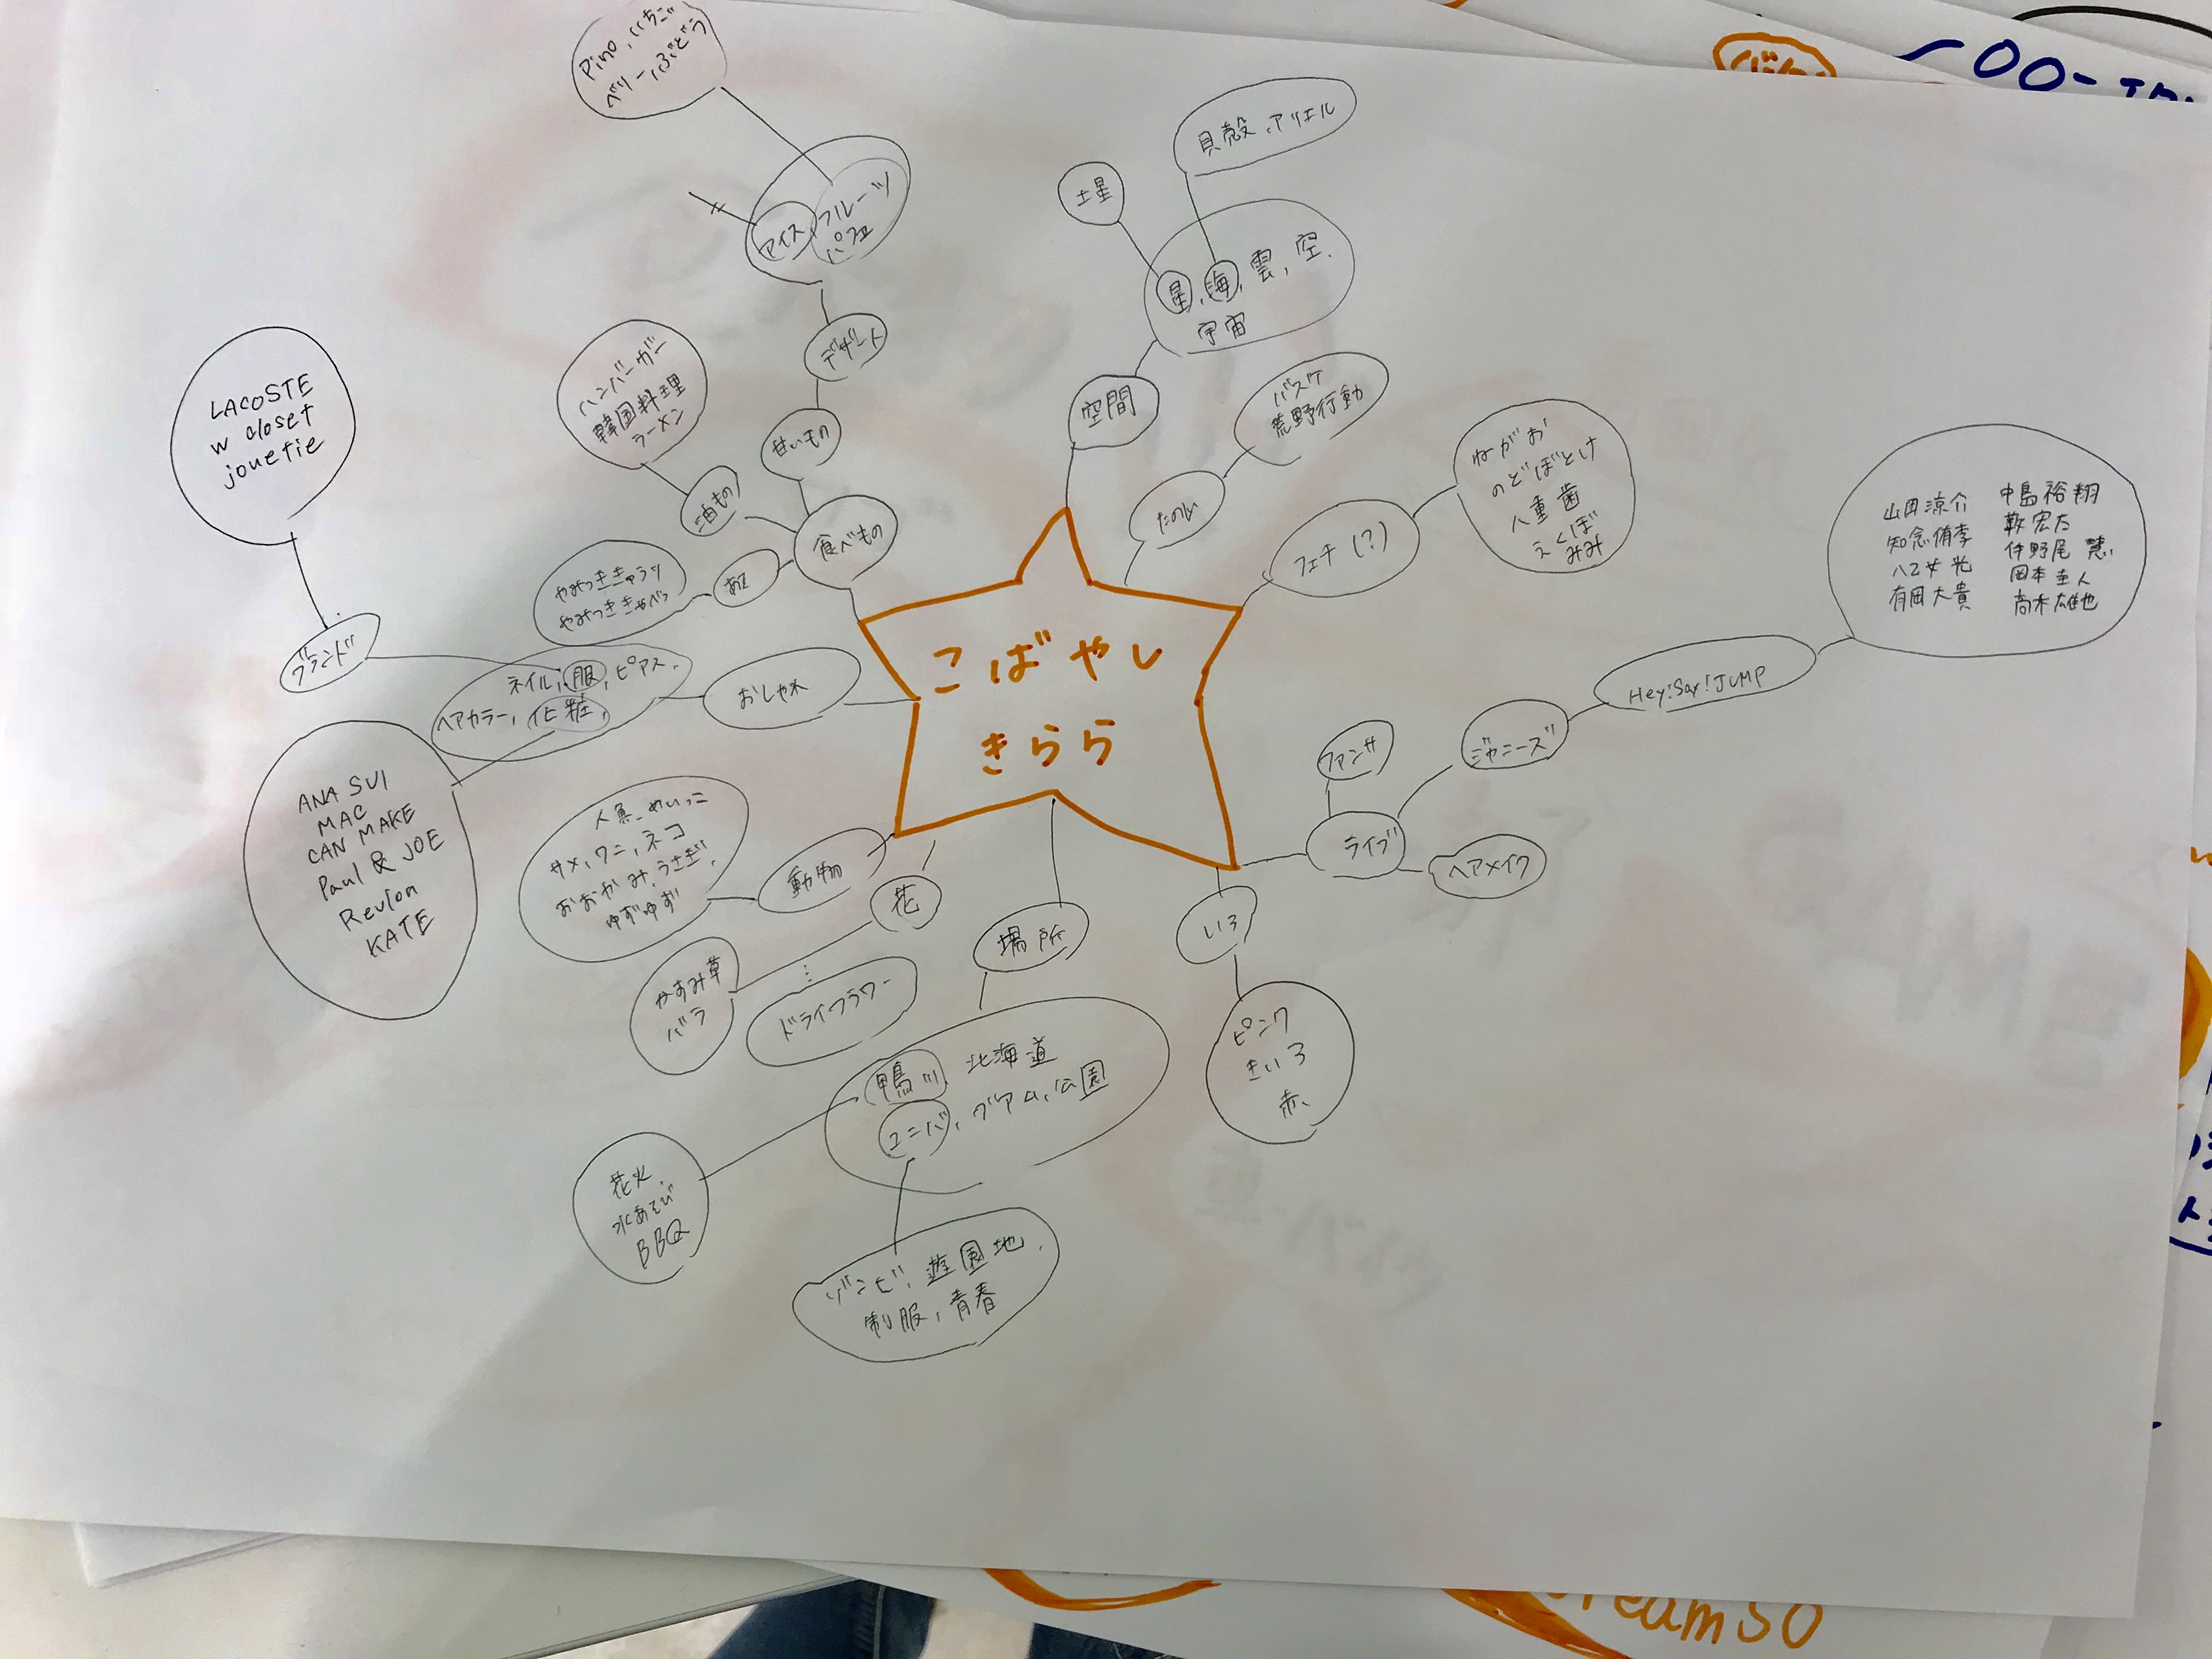 こばやし
きらら
空間
星, 海, 雲, 空,
宇宙
土星
貝殻, アリエル
たのしい
バスケ
荒野行動
フェチ(?)
ねがお
のどぼとけ
八重歯
えくぼ
みみ
ライブ
ファンサ
ヘアメイク
ジャニーズ
Hey!Say!JUMP
山田涼介
知念侑李
八乙女光
有岡大貴
中島裕翔
薮宏太
伊野尾慧
岡本圭人
高木雄也
いろ
ピンク
きいろ
赤
場所
鴨川 北海道
ユニバ, グアム, 公園
花火
水あそび
BBQ
ゾンビ, 遊園地,
制服, 青春
花
かすみ草
バラ
ドライフラワー
動物
人魚, めいっこ
サメ, ワニ, ネコ
おおかみ, うさぎ,
ゆずゆず
おしゃれ
ネイル, 服, ピアス,
ヘアカラー, 化粧,
ブランド
LACOSTE
w closet
jouetie
ANA SUI
MAC
CAN MAKE
Paul & JOE
Revlon
KATE
食べもの
やみつききゅうり
やみつききゃべつ
油もの
ハンバーガー
韓国料理
ラーメン
甘いもの
デザート
アイス
フルーツ
パフェ
Pino, いちご
ベリー, ぶどう